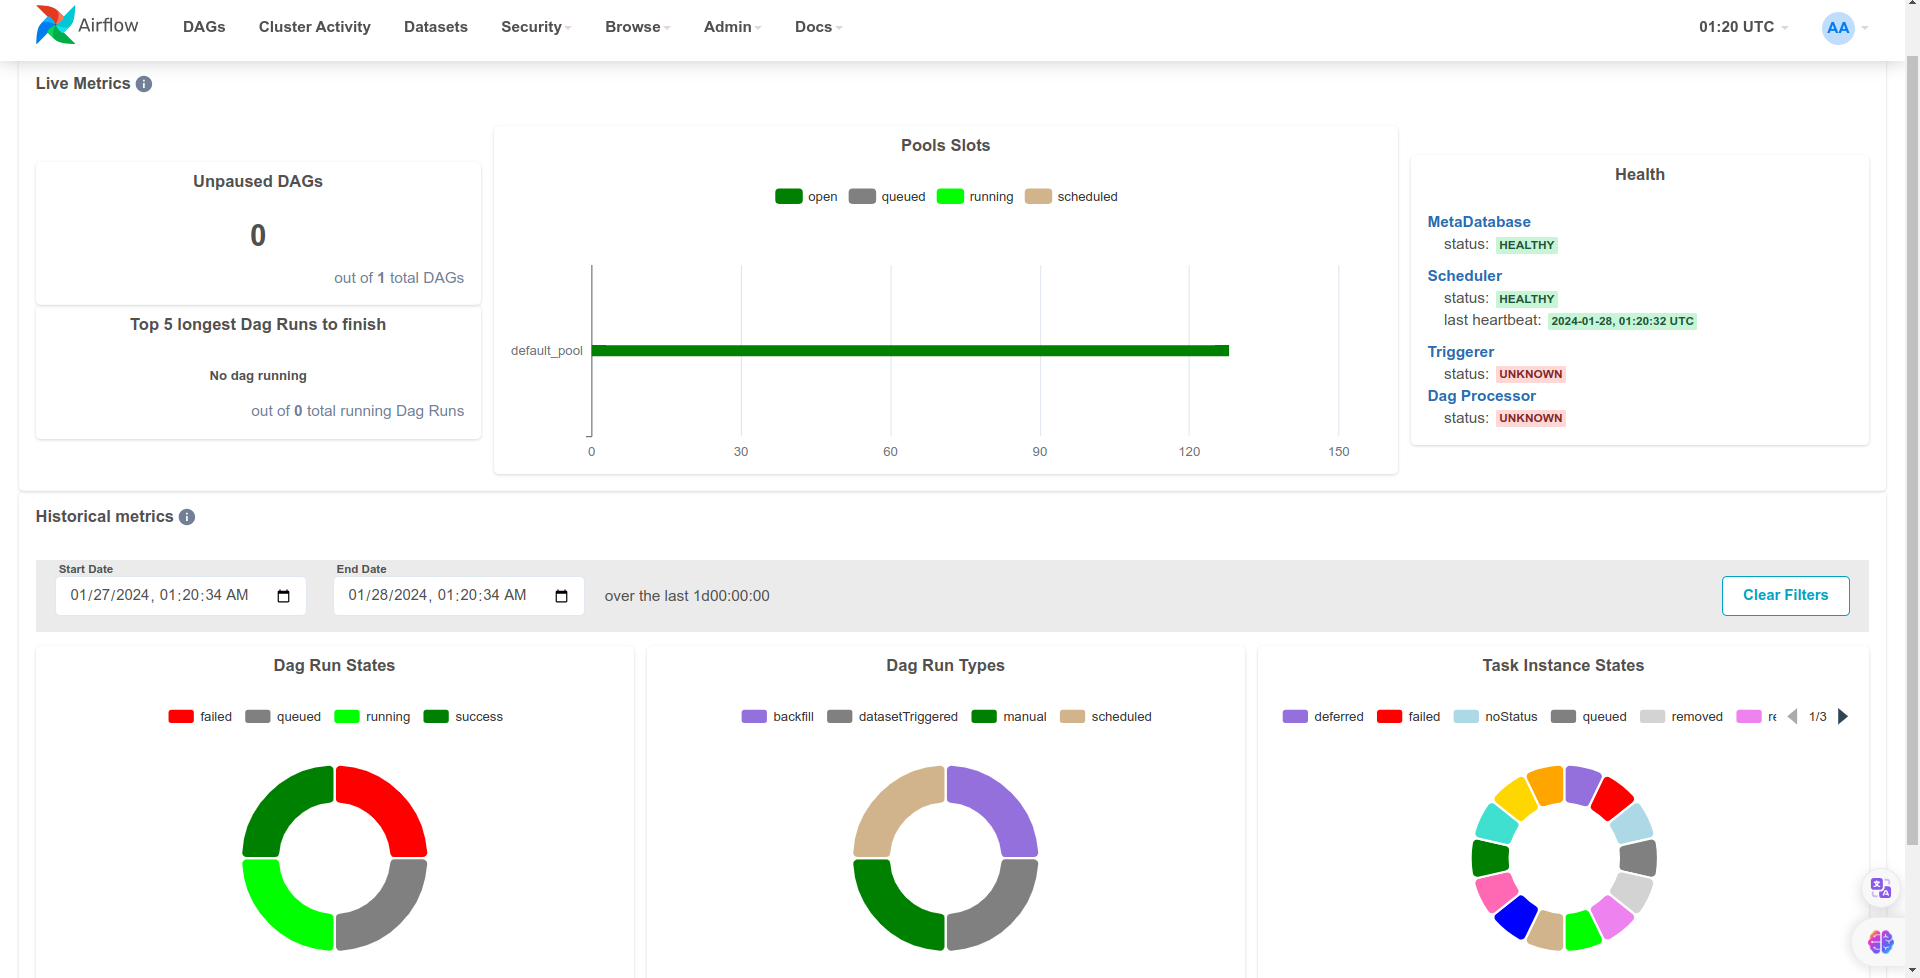 Airflow DAGs Cluster Activity Datasets Security Browse Admin Docs 01:20 UTC AA
Live Metrics
Unpaused DAGs
0
out of 1 total DAGs
Top 5 longest Dag Runs to finish
No dag running
out of 0 total running Dag Runs
Pools Slots
open queued running scheduled
default_pool
0 30 60 90 120 150
Health
MetaDatabase
status: HEALTHY
Scheduler
status: HEALTHY
last heartbeat: 2024-01-28, 01:20:32 UTC
Triggerer
status: UNKNOWN
Dag Processor
status: UNKNOWN
Historical metrics
Start Date
01/27/2024, 01:20:34 AM
End Date
01/28/2024, 01:20:34 AM
over the last 1d00:00:00
Clear Filters
Dag Run States
failed queued running success
Dag Run Types
backfill datasetTriggered manual scheduled
Task Instance States
deferred failed noStatus queued removed 1/3